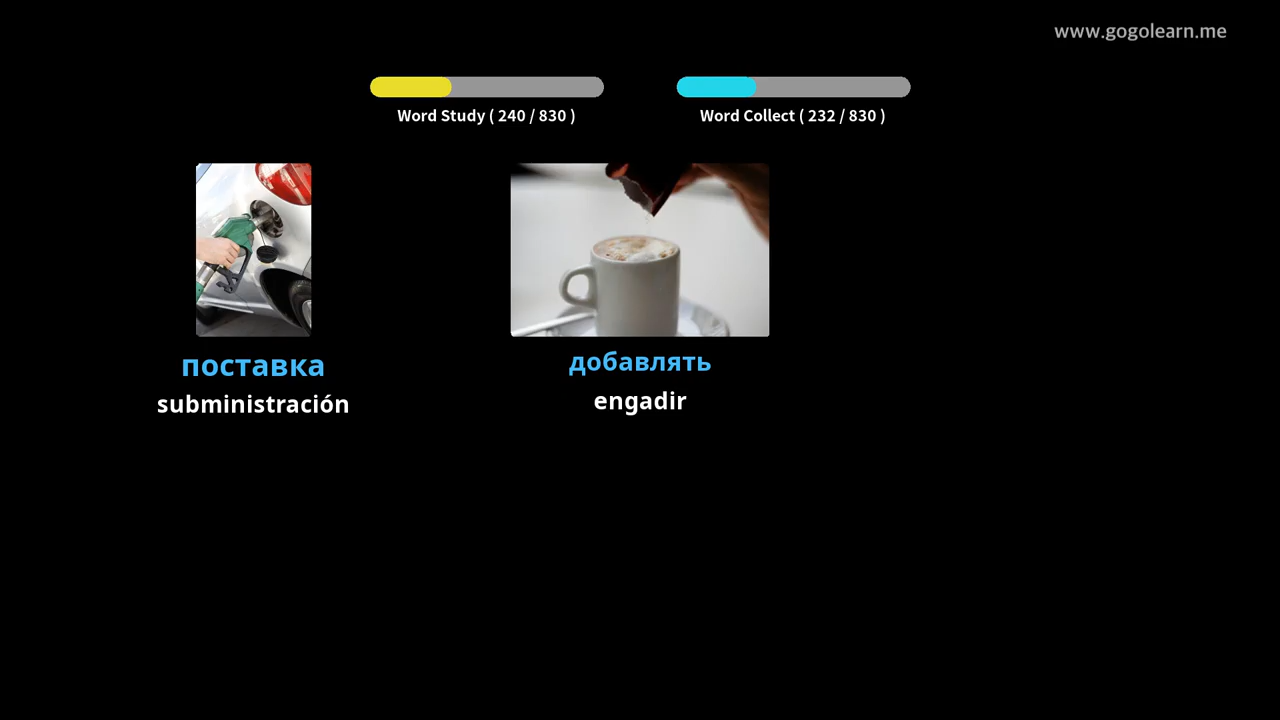 www.gogolearn.me
Word Study ( 240 / 830 )
Word Collect ( 232 / 830 )
поставка
subministración
добавлять
engadir